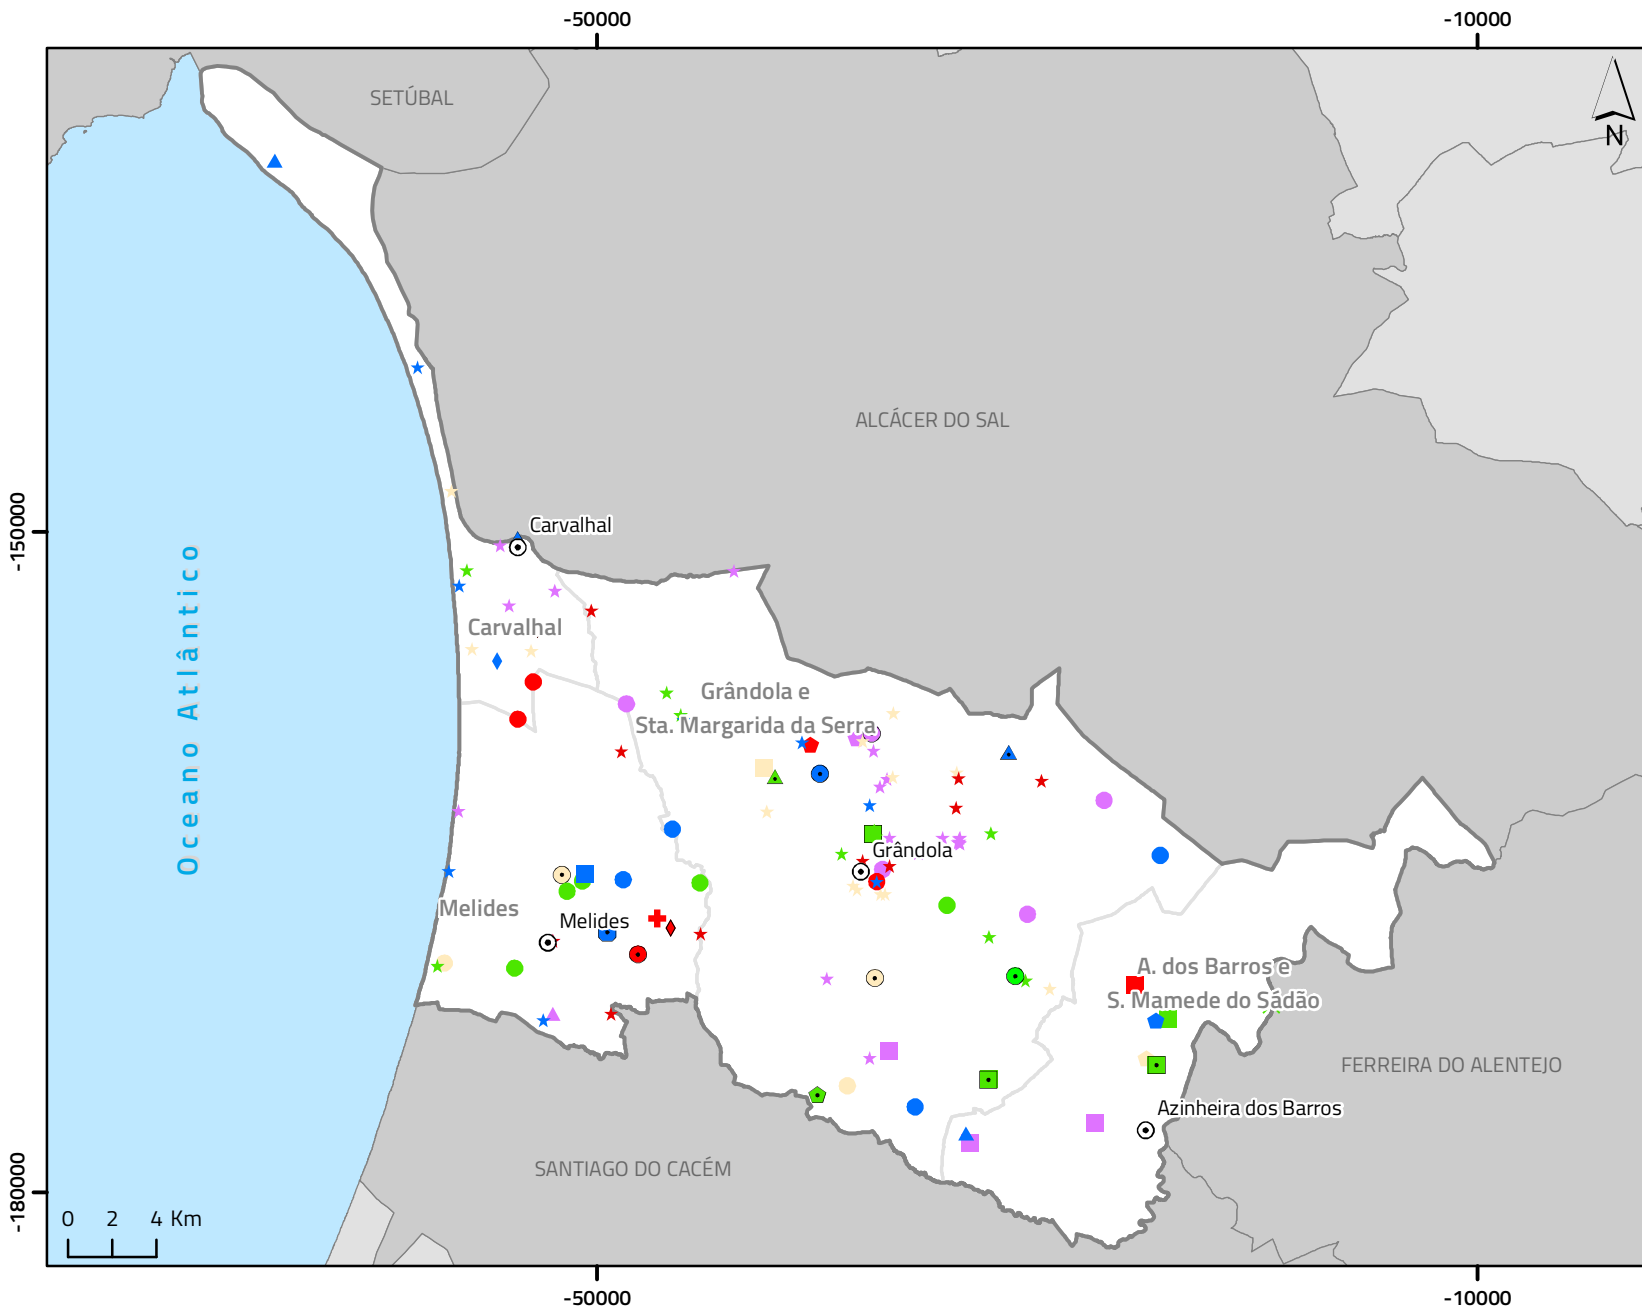 -50000
-10000
SETÚBAL
N
ALCÁCER DO SAL
-150000
Carvalhal
Oceano Atlântico
Carvalhal
Grândola e
Sta. Margarida da Serra
Grândola
Melides
Melides
A. dos Barros e
S. Mamede do Sádão
FERREIRA DO ALENTEJO
Azinheira dos Barros
SANTIAGO DO CACÉM
-180000
0 2 4 Km
-50000
-10000